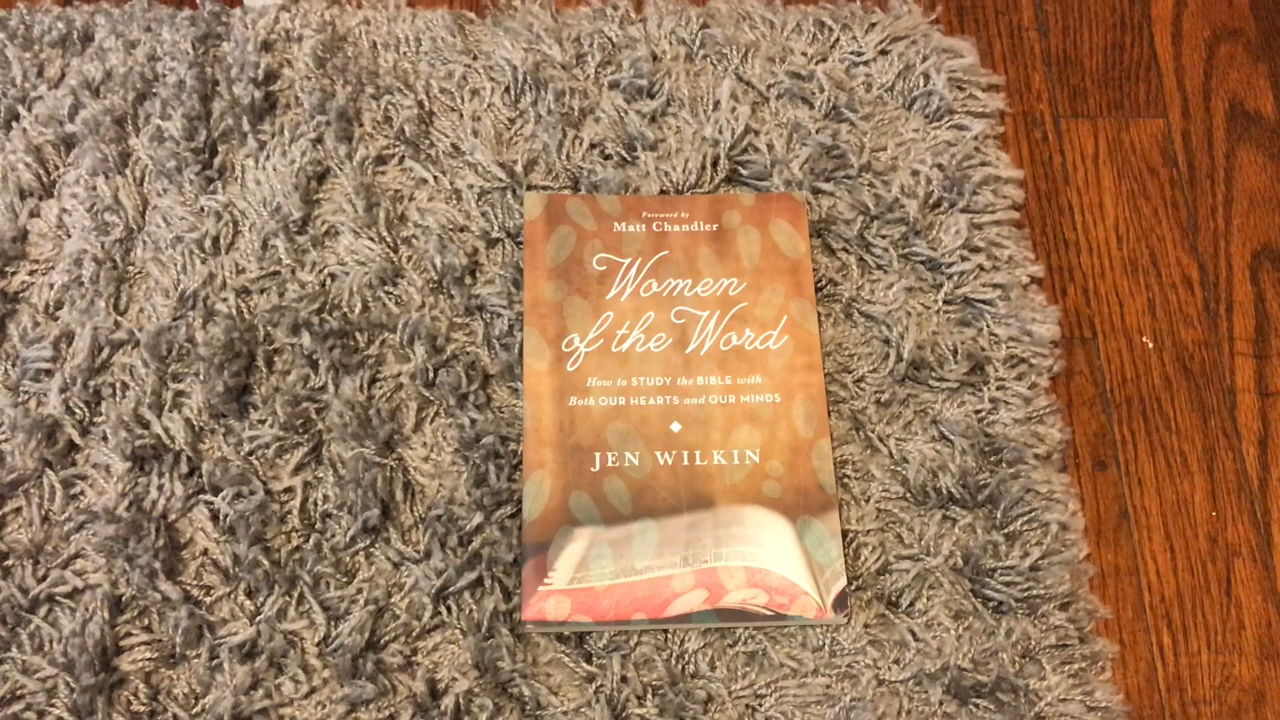 Foreword by
Matt Chandler
Women
of the Word
How to STUDY the BIBLE with
Both OUR HEARTS and OUR MINDS
JEN WILKIN